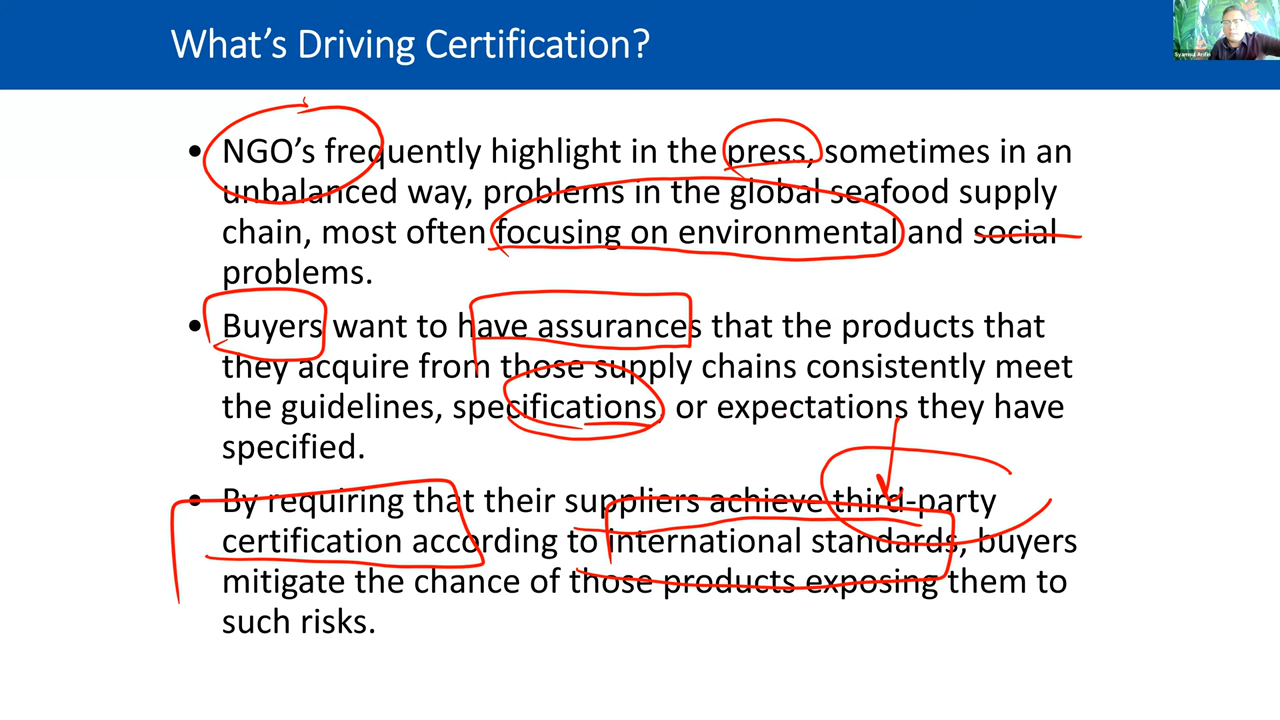 What's Driving Certification?
Syamsul Arifin
• NGO's frequently highlight in the press, sometimes in an
unbalanced way, problems in the global seafood supply
chain, most often focusing on environmental and social
problems.
• Buyers want to have assurances that the products that
they acquire from those supply chains consistently meet
the guidelines, specifications, or expectations they have
specified.
• By requiring that their suppliers achieve third-party
certification according to international standards, buyers
mitigate the chance of those products exposing them to
such risks.